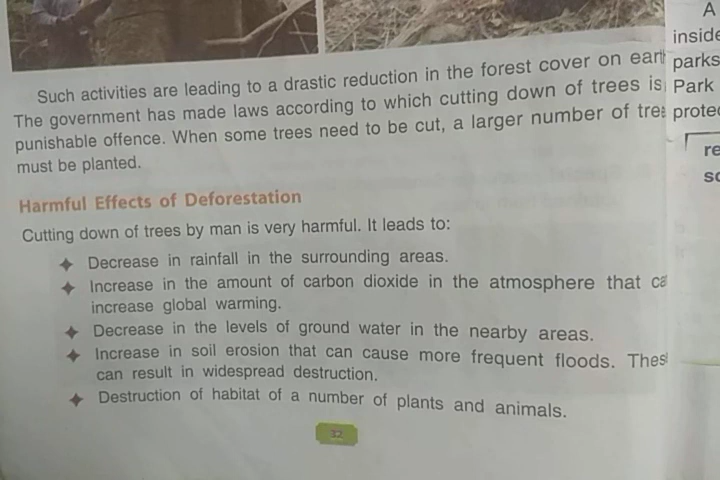 Such activities are leading to a drastic reduction in the forest cover on earth
The government has made laws according to which cutting down of trees is
punishable offence. When some trees need to be cut, a larger number of tree
must be planted.
Harmful Effects of Deforestation
Cutting down of trees by man is very harmful. It leads to:
Decrease in rainfall in the surrounding areas.
Increase in the amount of carbon dioxide in the atmosphere that ca
increase global warming.
Decrease in the levels of ground water in the nearby areas.
Increase in soil erosion that can cause more frequent floods. Thes
can result in widespread destruction.
Destruction of habitat of a number of plants and animals.
32
A
inside
parks
Park
protec
re
sc